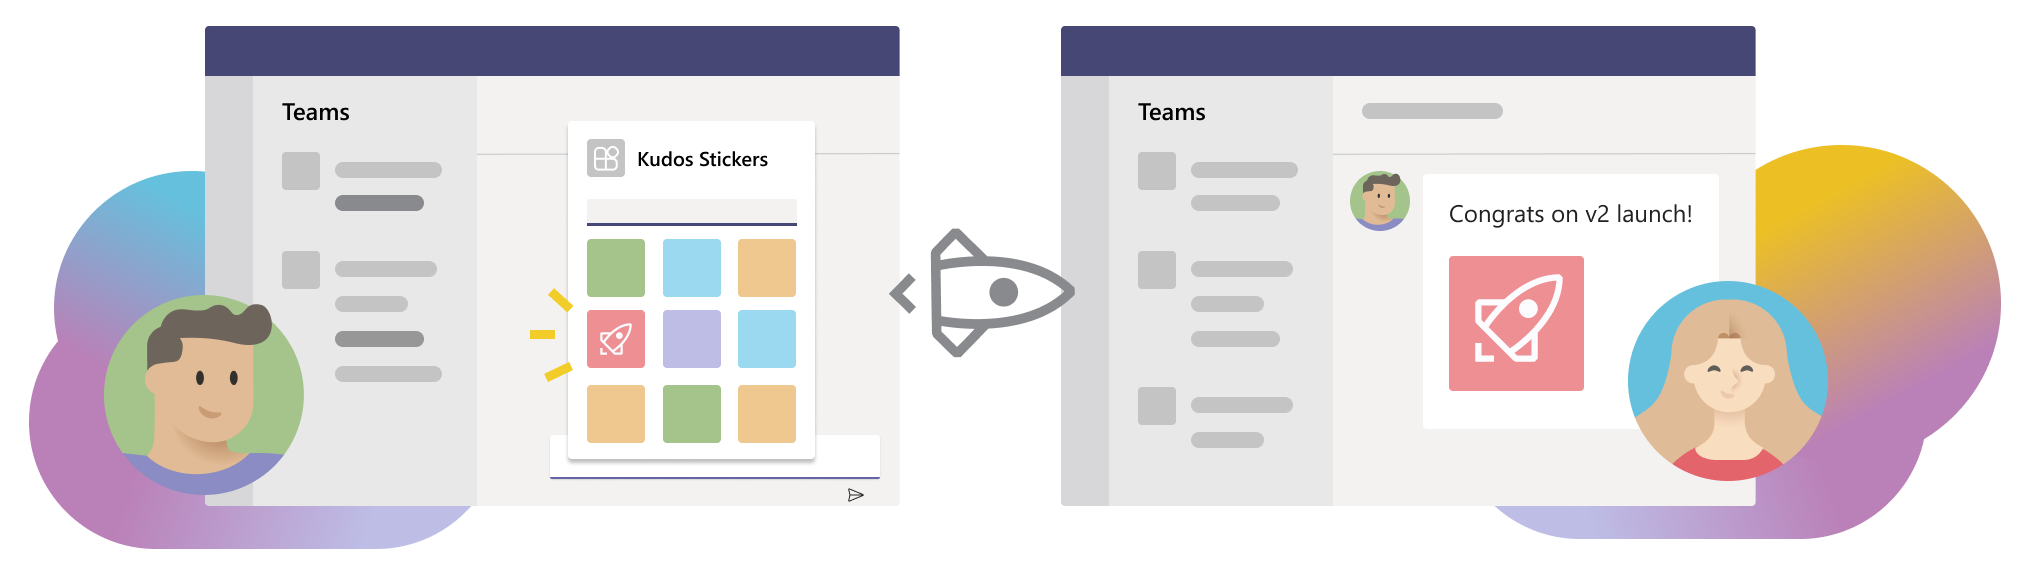 Teams
Kudos Stickers
Teams
Congrats on v2 launch!